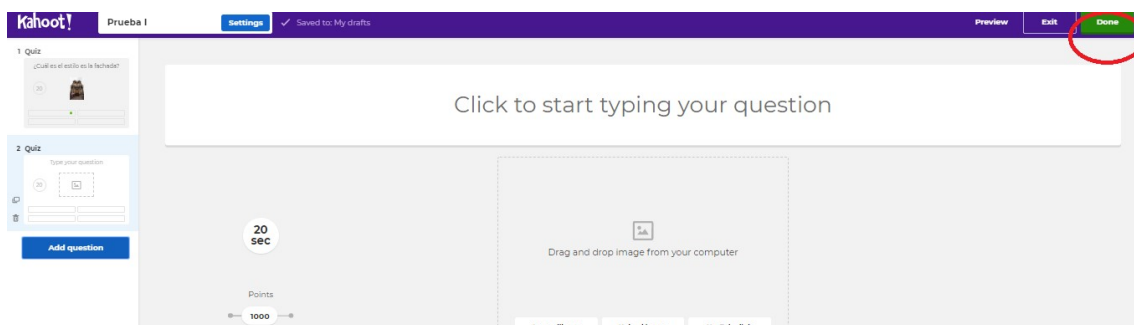 Kahoot!
Prueba I
Settings
Saved to: My drafts
Preview
Exit
Done
1 Quiz
¿Cuál es el estilo es la fachada?
20
2 Quiz
Type your question
20
Add question
Click to start typing your question
20
sec
Drag and drop image from your computer
Points
1000